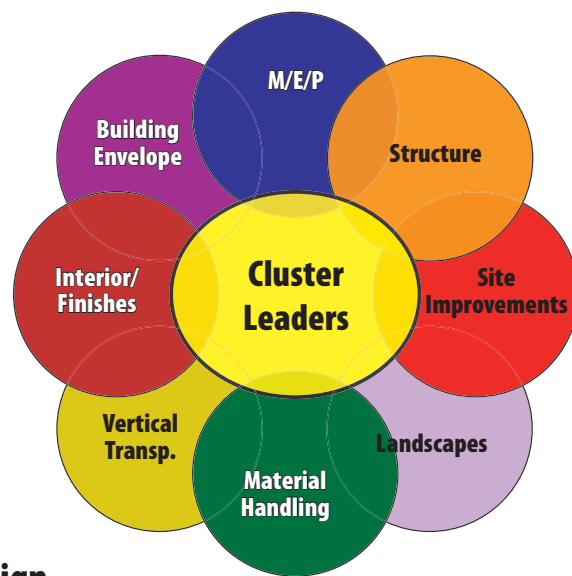 M/E/P
Building
Envelope
Structure
Interior/
Finishes
Cluster
Leaders
Site
Improvements
Vertical
Transp.
Landscapes
Material
Handling